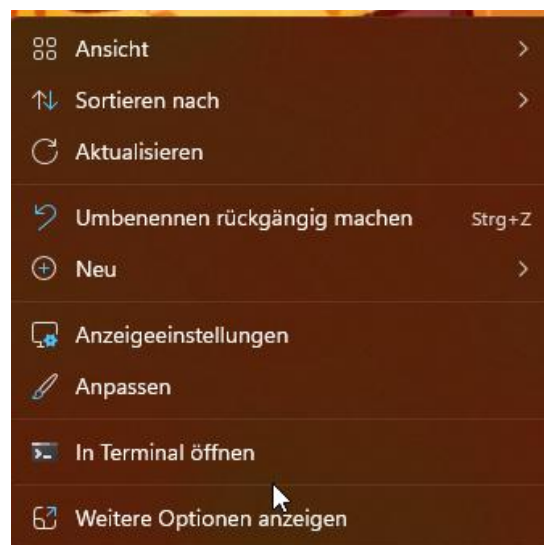 Ansicht
Sortieren nach
Aktualisieren
Umbenennen rückgängig machen Strg+Z
Neu
Anzeigeeinstellungen
Anpassen
In Terminal öffnen
Weitere Optionen anzeigen